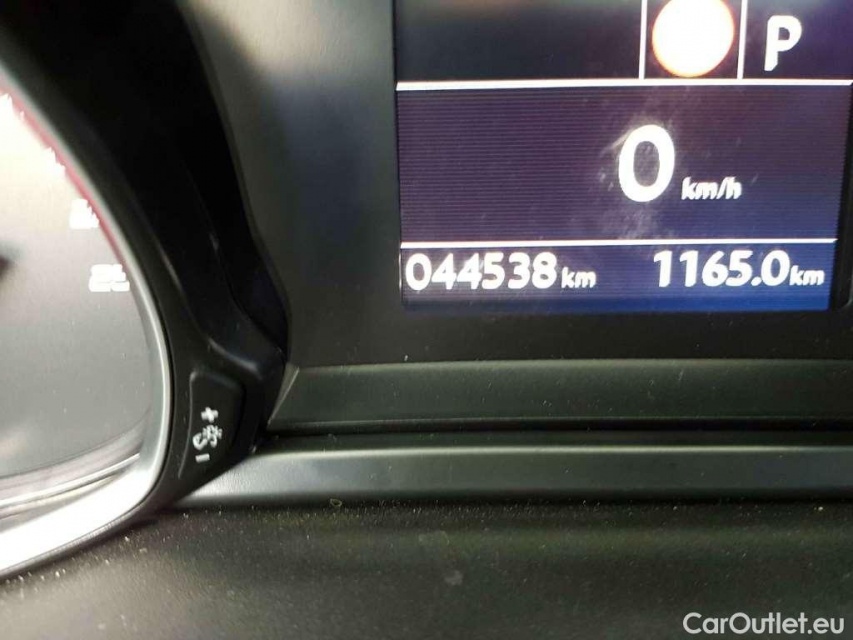 P
0 km/h
044538 km 1165.0 km
+
-
CarOutlet.eu